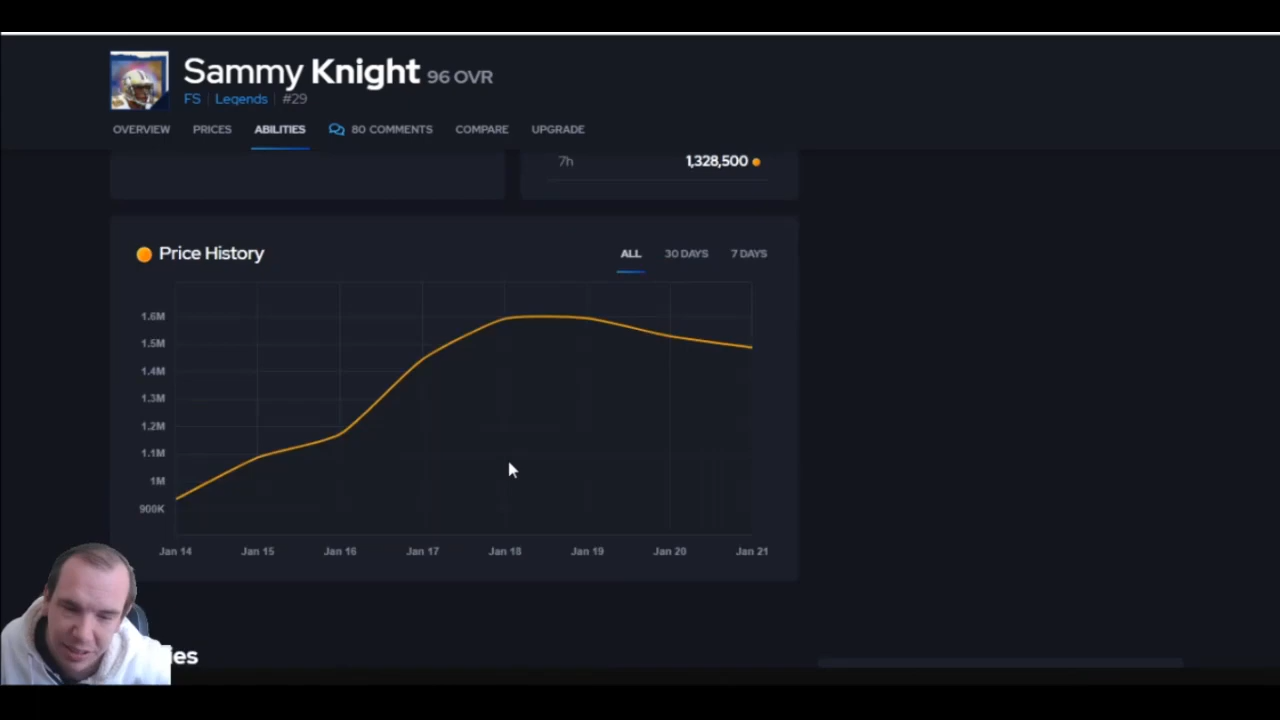 Sammy Knight 96 OVR
FS | Legends | #29
OVERVIEW PRICES ABILITIES 80 COMMENTS COMPARE UPGRADE
7h 1,328,500
Price History ALL 30 DAYS 7 DAYS
1.6M
1.5M
1.4M
1.3M
1.2M
1.1M
1M
900K
Jan 14 Jan 15 Jan 16 Jan 17 Jan 18 Jan 19 Jan 20 Jan 21